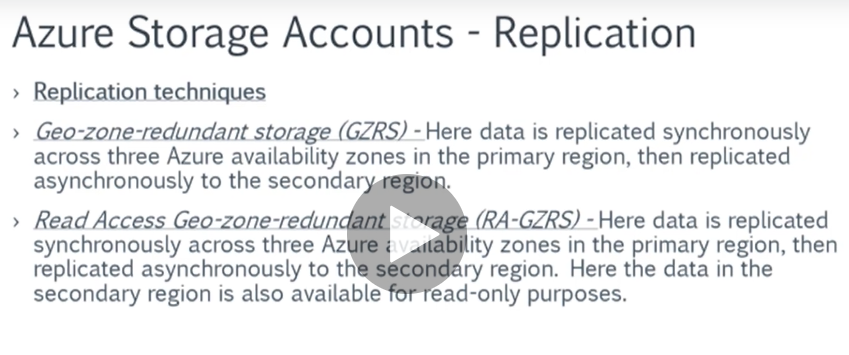 Azure Storage Accounts - Replication
› Replication techniques
› Geo-zone-redundant storage (GZRS) - Here data is replicated synchronously
across three Azure availability zones in the primary region, then replicated
asynchronously to the secondary region.
› Read Access Geo-zone-redundant storage (RA-GZRS) - Here data is replicated
synchronously across three Azure availability zones in the primary region, then
replicated asynchronously to the secondary region. Here the data in the
secondary region is also available for read-only purposes.